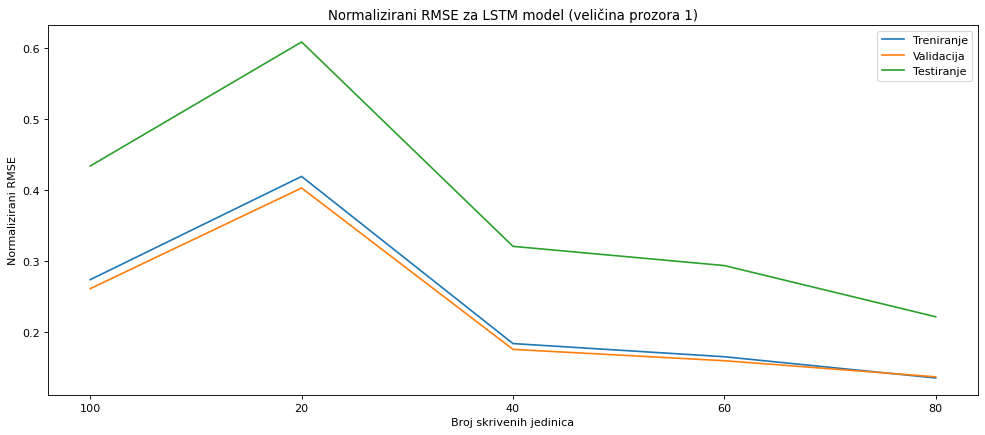 Normalizirani RMSE za LSTM model (veličina prozora 1)
Treniranje
Validacija
Testiranje
Normalizirani RMSE
0.6
0.5
0.4
0.3
0.2
100 20 40 60 80
Broj skrivenih jedinica